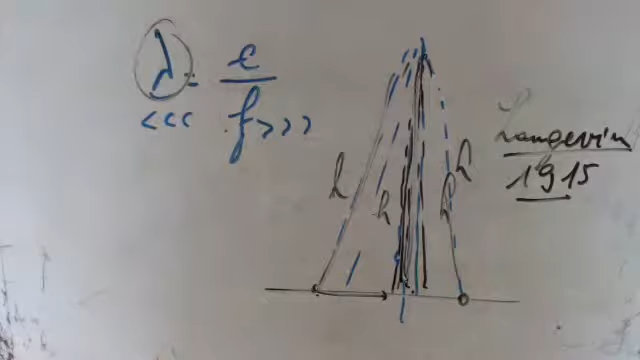 λ = c / f
<<< f >>>
h h h h
Langevin
1915